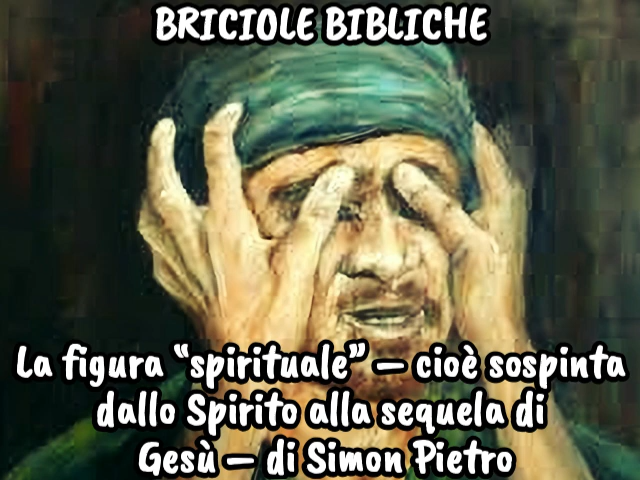 BRICIOLE BIBLICHE
La figura “spirituale” – cioè sospinta
dallo Spirito alla sequela di
Gesù – di Simon Pietro